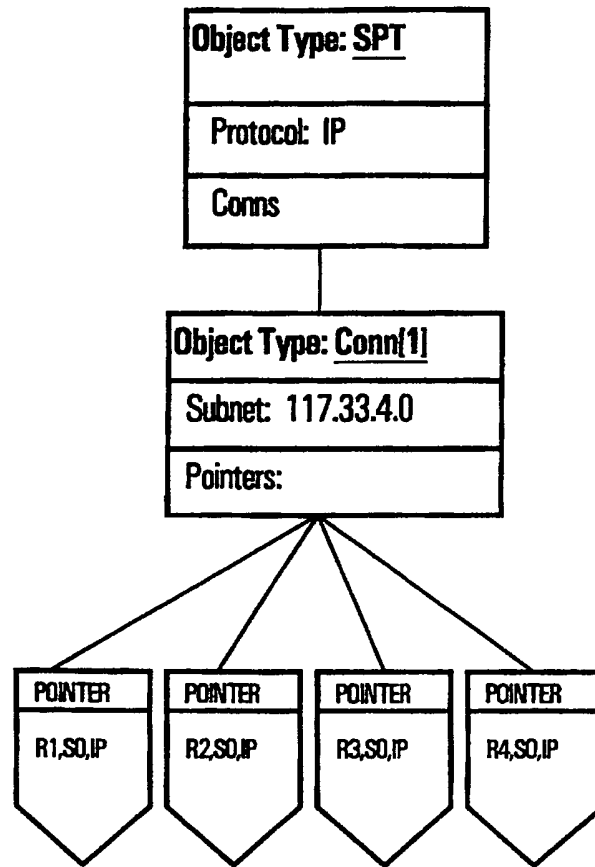 Object Type: SPT
Protocol: IP
Conns
Object Type: Conn[1]
Subnet: 117.33.4.0
Pointers:
POINTER POINTER POINTER POINTER
R1,S0,IP R2,S0,IP R3,S0,IP R4,S0,IP